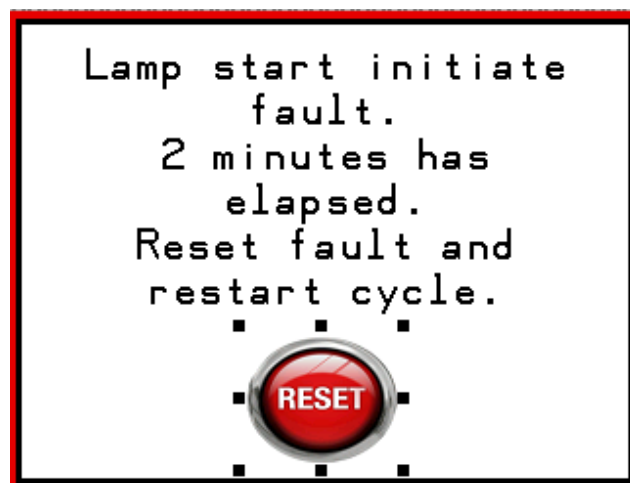 Lamp start initiate
fault.
2 minutes has
elapsed.
Reset fault and
restart cycle.
RESET